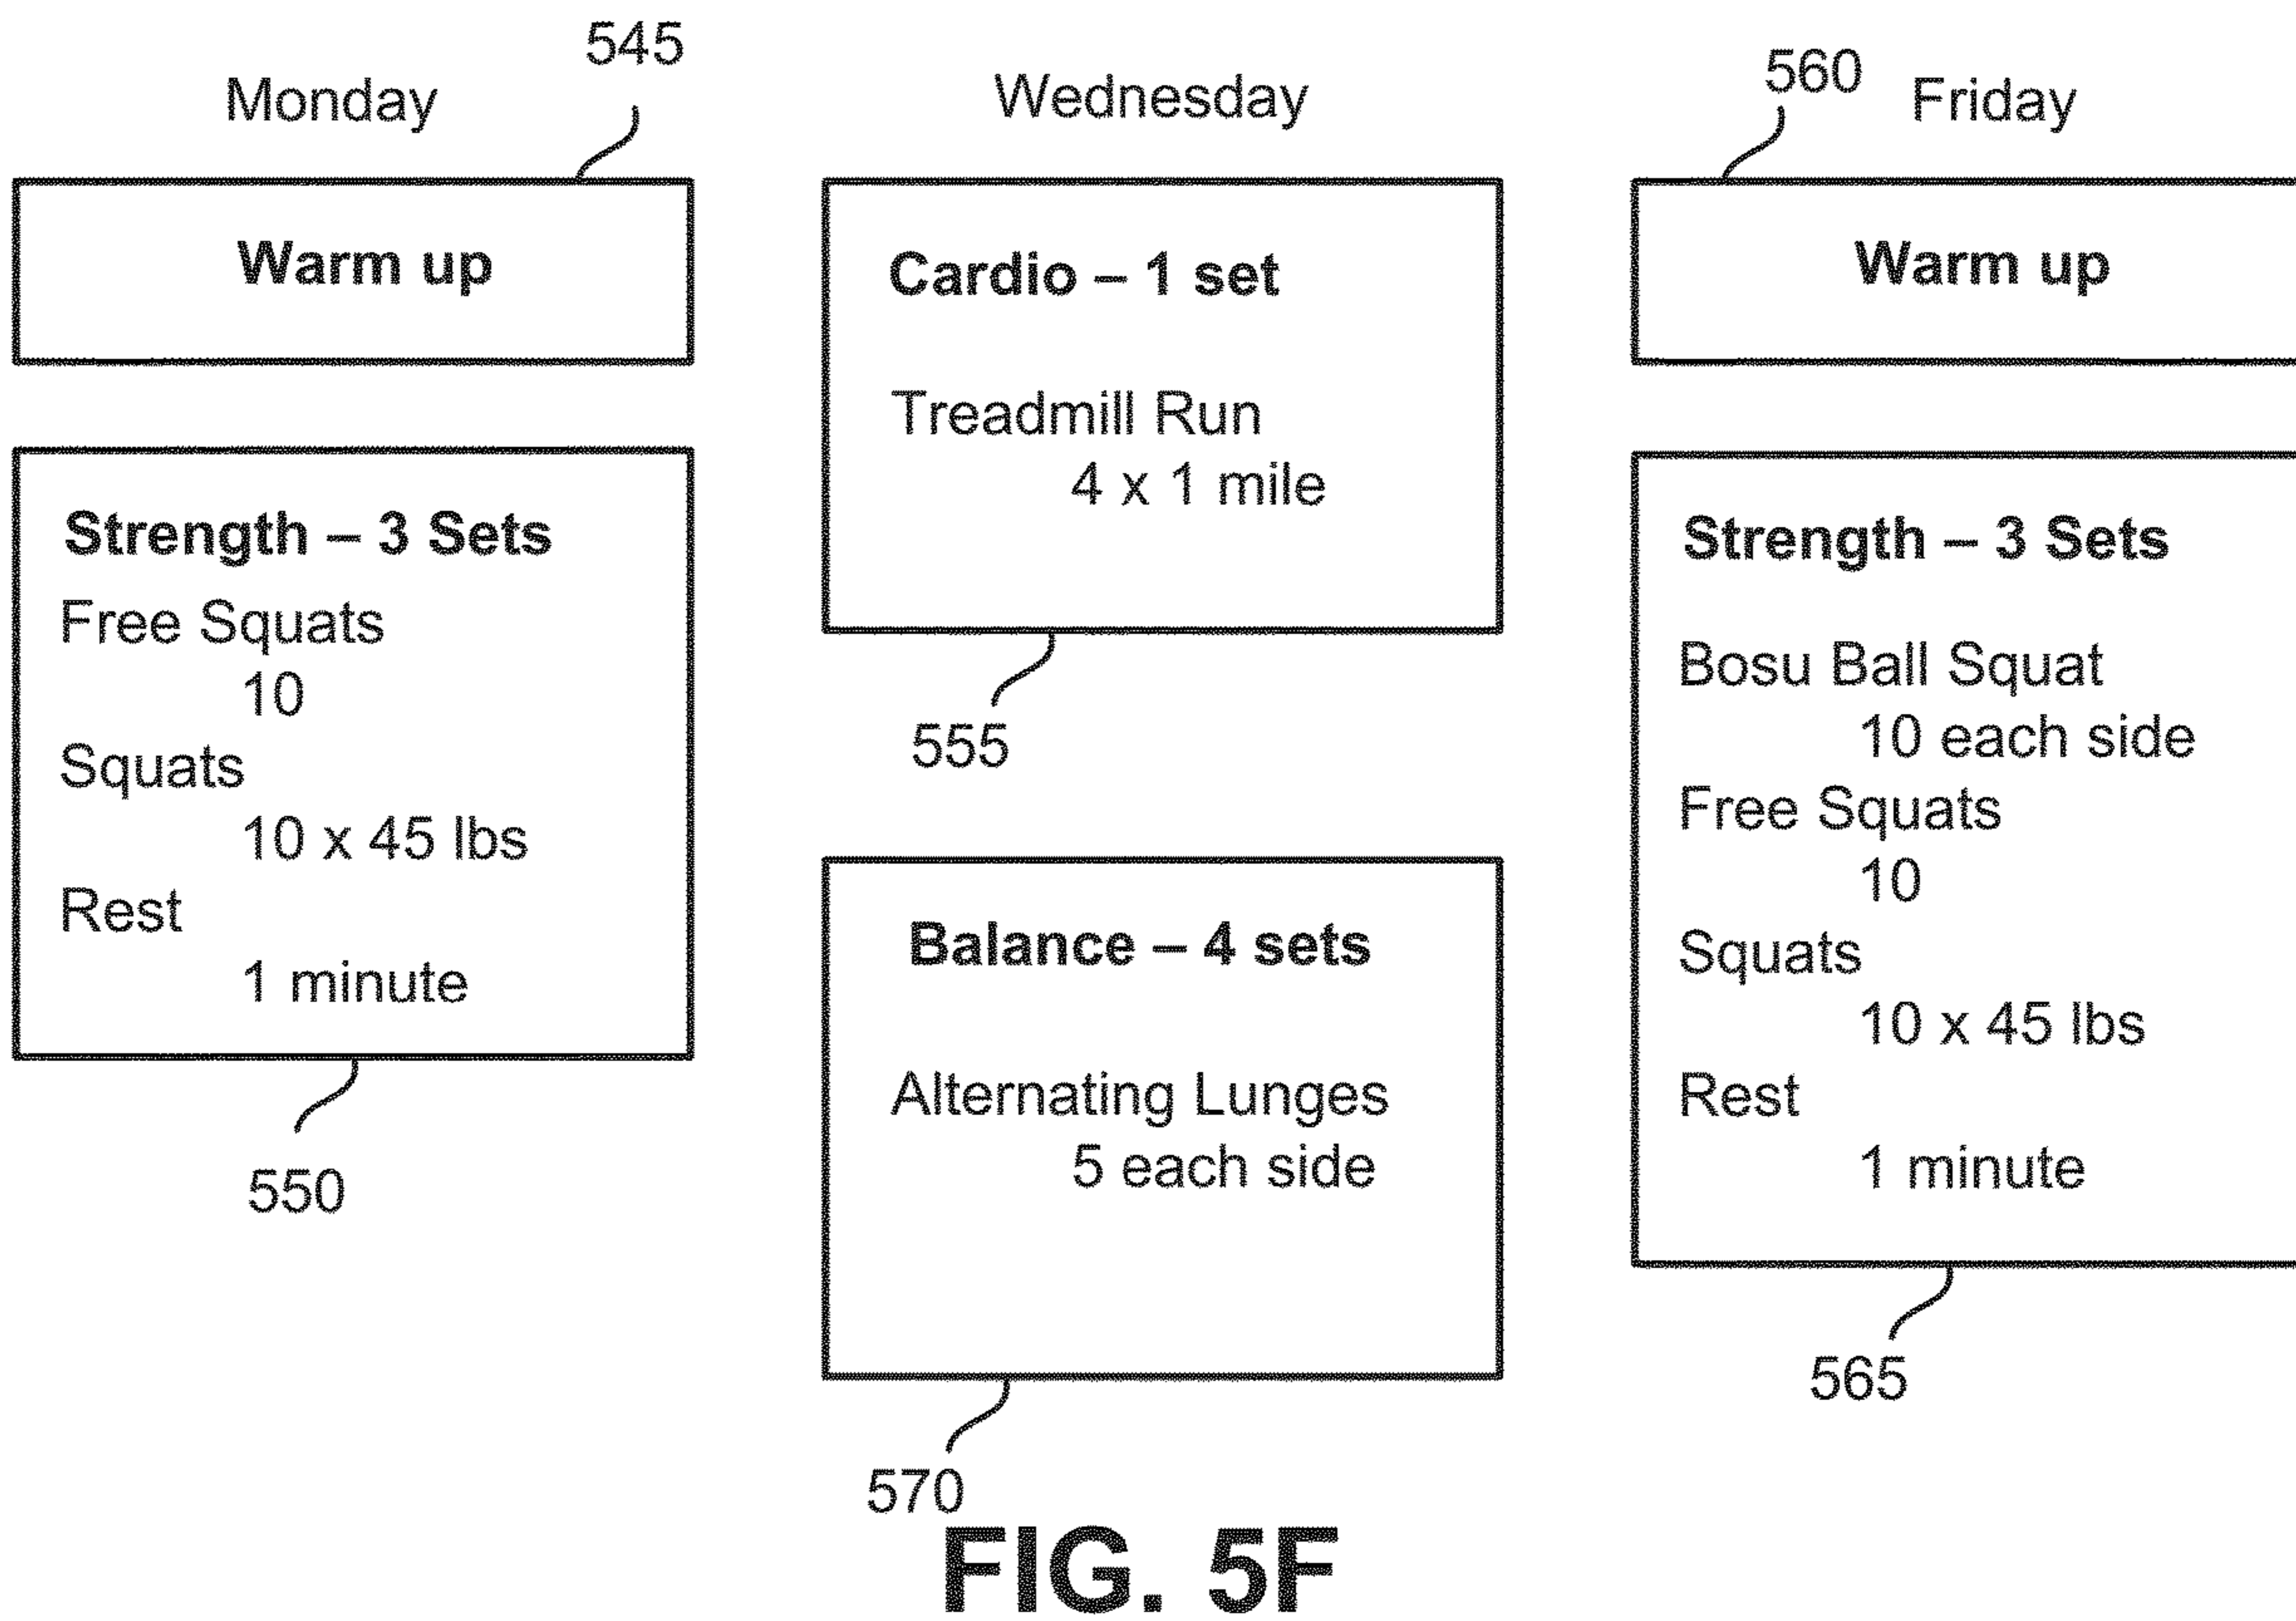 Monday
545
Warm up
Strength – 3 Sets
Free Squats
10
Squats
10 x 45 lbs
Rest
1 minute
550
Wednesday
Cardio – 1 set
Treadmill Run
4 x 1 mile
555
Balance – 4 sets
Alternating Lunges
5 each side
570
560
Friday
Warm up
Strength – 3 Sets
Bosu Ball Squat
10 each side
Free Squats
10
Squats
10 x 45 lbs
Rest
1 minute
565
FIG. 5F